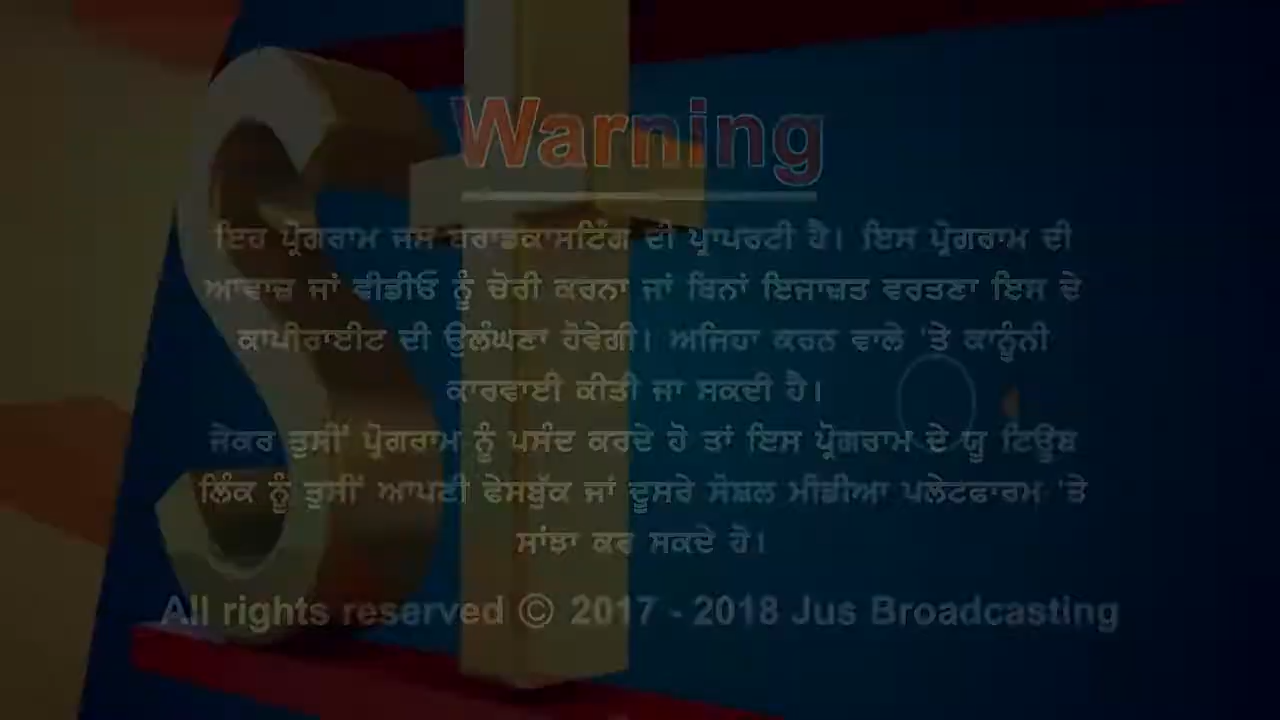 Warning
ਇਹ ਪ੍ਰੋਗਰਾਮ ਜਸ ਬਰਾਡਕਾਸਟਿੰਗ ਦੀ ਪ੍ਰਾਪਰਟੀ ਹੈ। ਇਸ ਪ੍ਰੋਗਰਾਮ ਦੀ
ਆਵਾਜ਼ ਜਾਂ ਵੀਡੀਓ ਨੂੰ ਚੋਰੀ ਕਰਨਾ ਜਾਂ ਬਿਨਾਂ ਇਜਾਜ਼ਤ ਵਰਤਣਾ ਇਸ ਦੇ
ਕਾਪੀਰਾਈਟ ਦੀ ਉਲੰਘਣਾ ਹੋਵੇਗੀ। ਅਜਿਹਾ ਕਰਨ ਵਾਲੇ 'ਤੇ ਕਾਨੂੰਨੀ
ਕਾਰਵਾਈ ਕੀਤੀ ਜਾ ਸਕਦੀ ਹੈ।
ਜੇਕਰ ਤੁਸੀਂ ਪ੍ਰੋਗਰਾਮ ਨੂੰ ਪਸੰਦ ਕਰਦੇ ਹੋ ਤਾਂ ਇਸ ਪ੍ਰੋਗਰਾਮ ਦੇ ਯੂ ਟਿਊਬ
ਲਿੰਕ ਨੂੰ ਤੁਸੀਂ ਆਪਣੀ ਫੇਸਬੁੱਕ ਜਾਂ ਦੂਸਰੇ ਸੋਸ਼ਲ ਮੀਡੀਆ ਪਲੇਟਫਾਰਮ 'ਤੇ
ਸਾਂਝਾ ਕਰ ਸਕਦੇ ਹੋ।
All rights reserved © 2017 - 2018 Jus Broadcasting